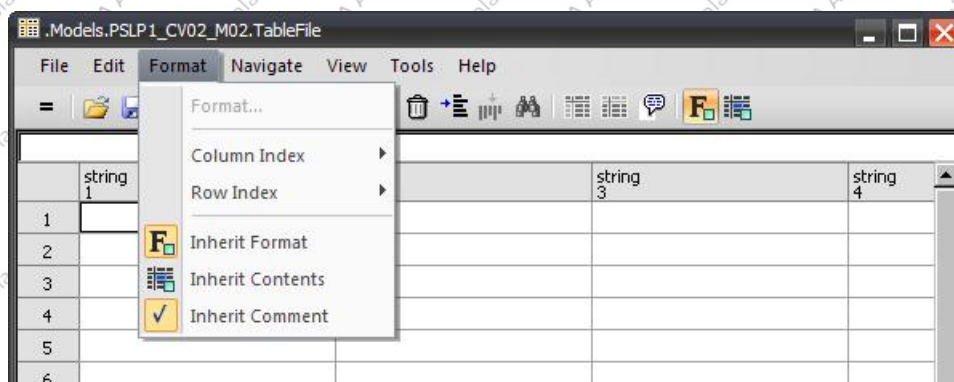 .Models.PSLP1_CV02_M02.TableFile
File Edit Format Navigate View Tools Help
Format...
Column Index
Row Index
Inherit Format
Inherit Contents
Inherit Comment
string string string
1 3 4
1
2
3
4
5
6